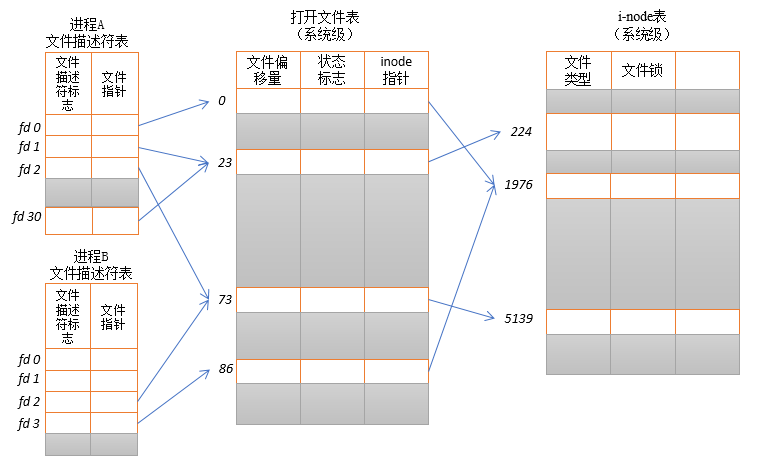 进程A
文件描述符表
文件
描述
符标
志
文件
指针
fd 0
fd 1
fd 2
fd 30
进程B
文件描述符表
文件
描述
符标
志
文件
指针
fd 0
fd 1
fd 2
fd 3
打开文件表
（系统级）
文件偏
移量
状态
标志
inode
指针
0
23
73
86
i-node表
（系统级）
文件
类型
文件锁
224
1976
5139